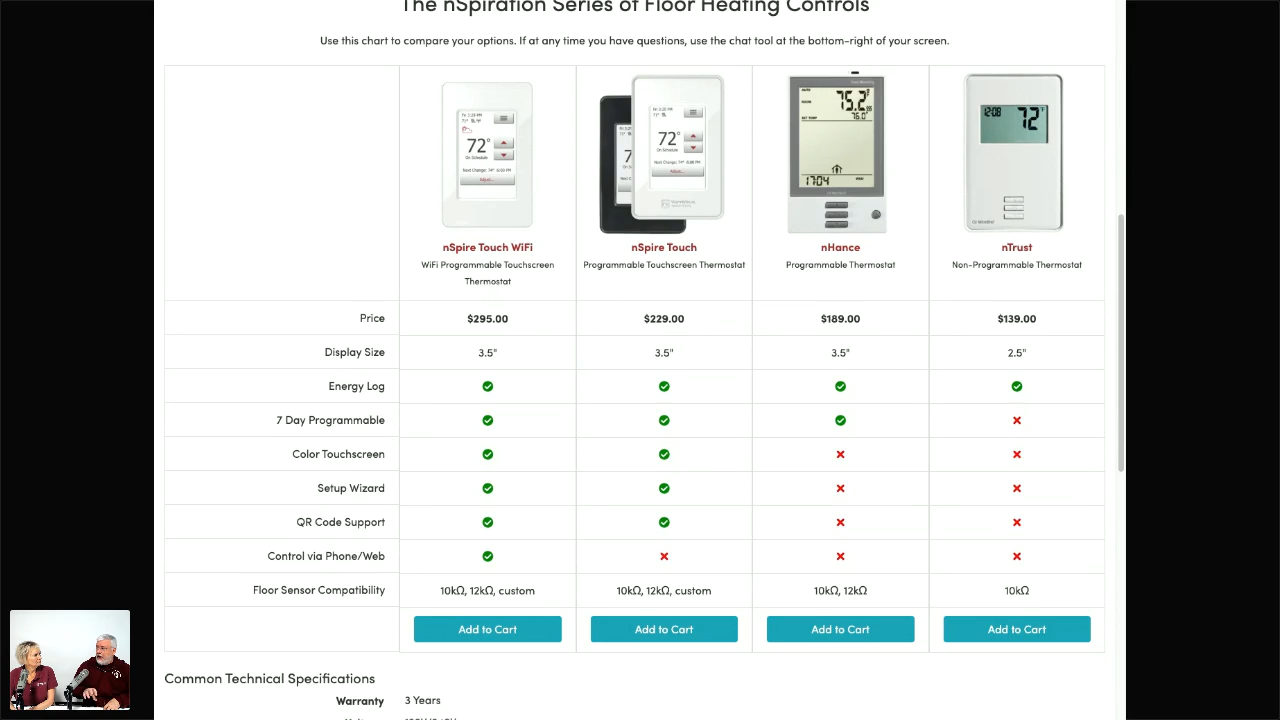 The nSpiration Series of Floor Heating Controls
Use this chart to compare your options. If at any time you have questions, use the chat tool at the bottom-right of your screen.
72°
On Schedule
72°
75.2
76.0°
17:04
12:08 72°
nSpire Touch WiFi
WiFi Programmable Touchscreen
Thermostat
nSpire Touch
Programmable Touchscreen Thermostat
nHance
Programmable Thermostat
nTrust
Non-Programmable Thermostat
Price $295.00 $229.00 $189.00 $139.00
Display Size 3.5" 3.5" 3.5" 2.5"
Energy Log
7 Day Programmable
Color Touchscreen
Setup Wizard
QR Code Support
Control via Phone/Web
Floor Sensor Compatibility 10kΩ, 12kΩ, custom 10kΩ, 12kΩ, custom 10kΩ, 12kΩ 10kΩ
Add to Cart Add to Cart Add to Cart Add to Cart
Common Technical Specifications
Warranty 3 Years